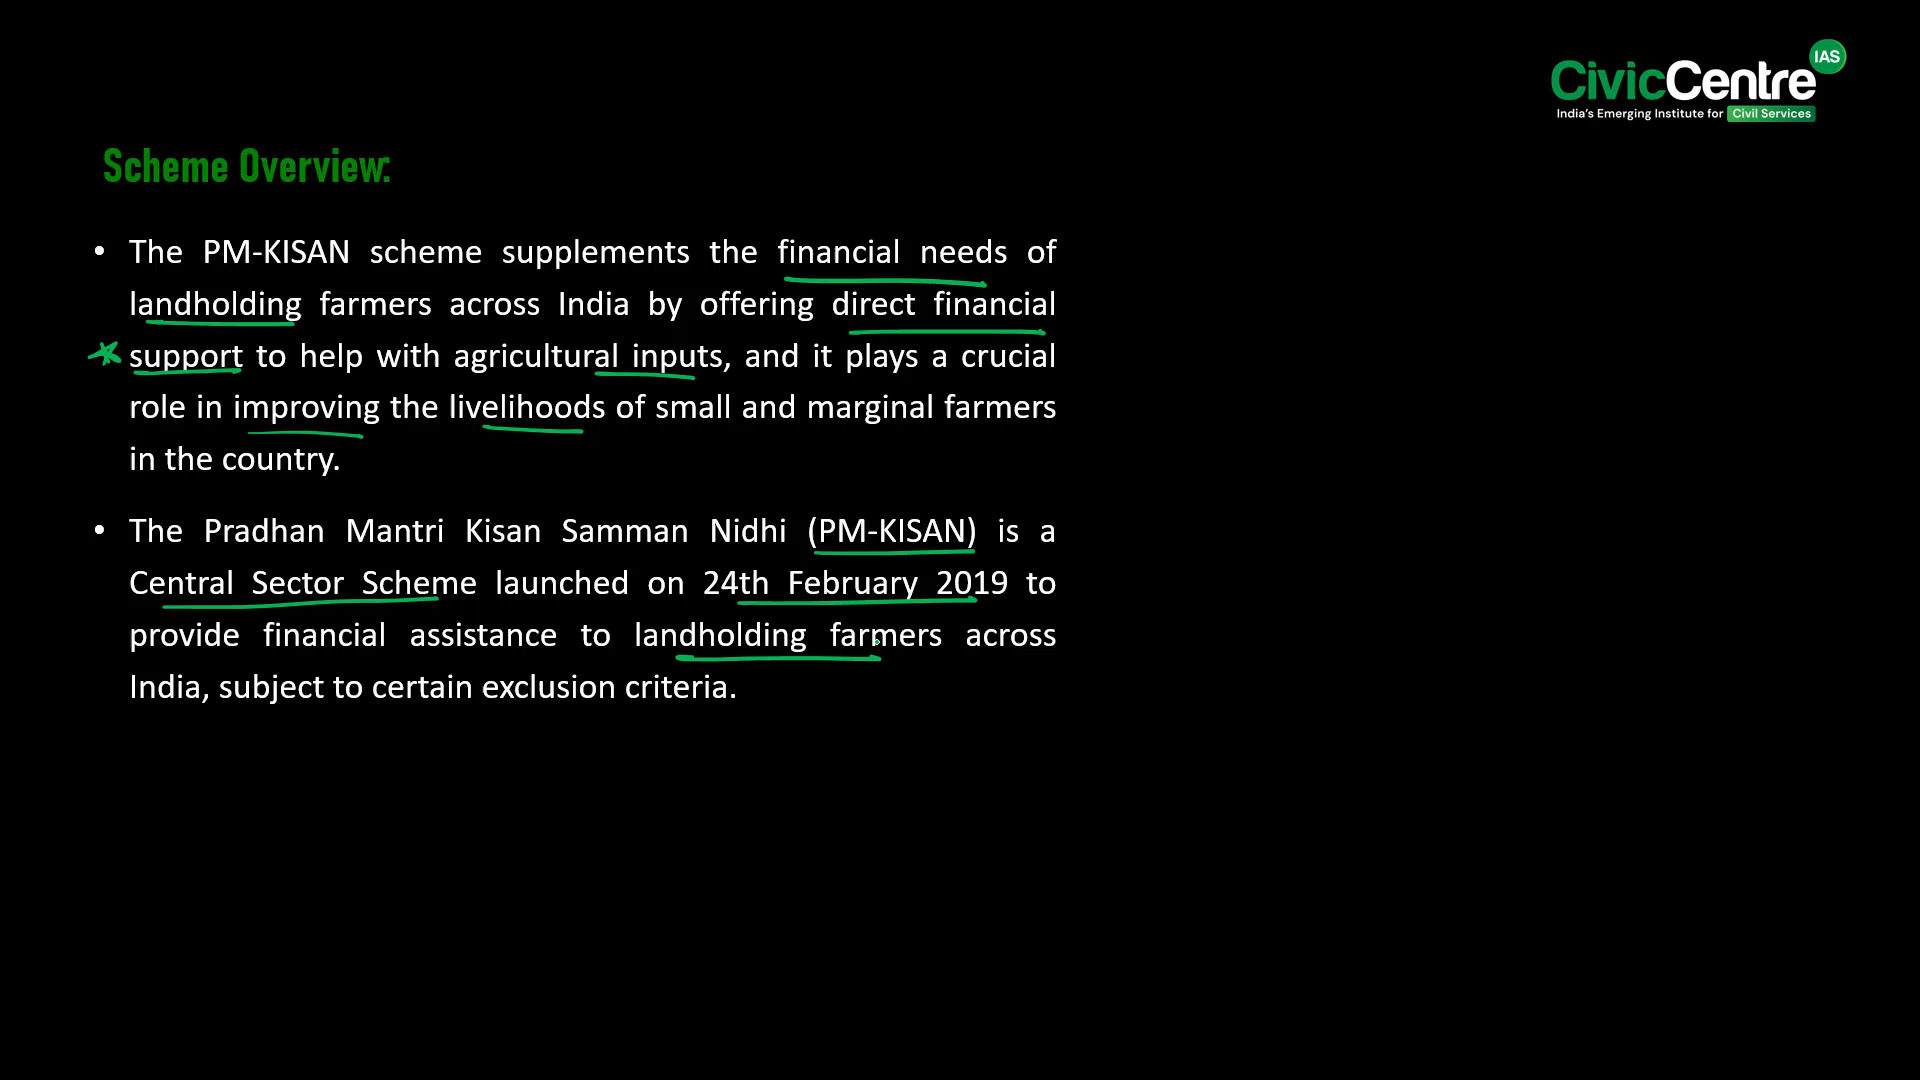 IAS
CivicCentre
India's Emerging Institute for Civil Services
Scheme Overview:
• The PM-KISAN scheme supplements the financial needs of
landholding farmers across India by offering direct financial
support to help with agricultural inputs, and it plays a crucial
role in improving the livelihoods of small and marginal farmers
in the country.
• The Pradhan Mantri Kisan Samman Nidhi (PM-KISAN) is a
Central Sector Scheme launched on 24th February 2019 to
provide financial assistance to landholding farmers across
India, subject to certain exclusion criteria.